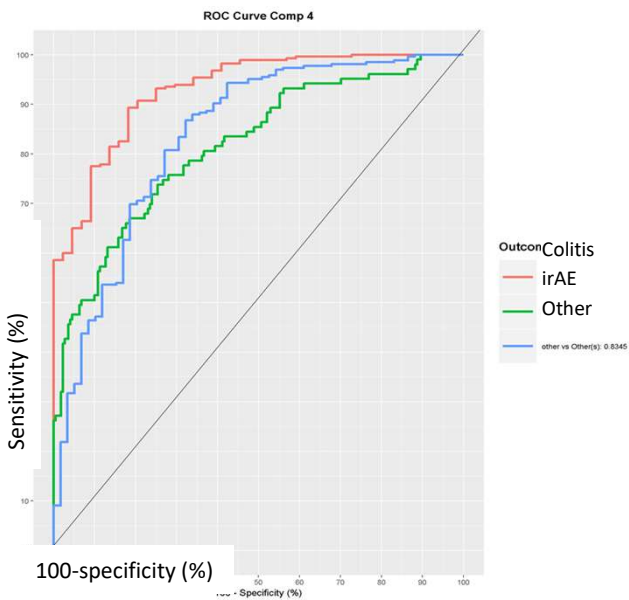 ROC Curve Comp 4
100
90
80
70
Sensitivity (%)
10
100-specificity (%)
50
60
70
80
90
100
- Specificity (%)
Outcom
Colitis
irAE
Other
other vs Other(s): 0.8345